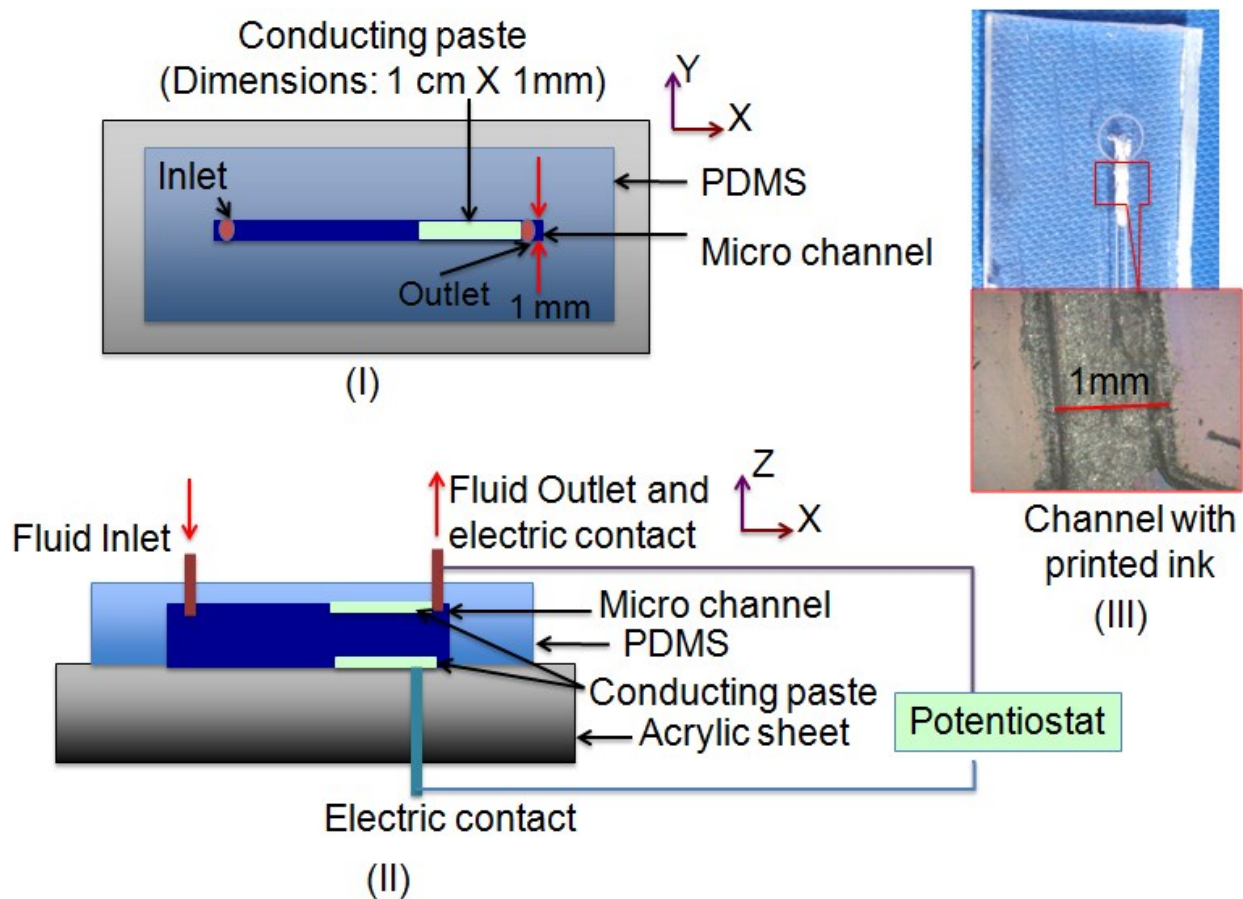 Conducting paste
(Dimensions: 1 cm X 1mm)
Y
X
Inlet
PDMS
Micro channel
Outlet
1 mm
(I)
1mm
Channel with
printed ink
(III)
Z
X
Fluid Inlet
Fluid Outlet and
electric contact
Micro channel
PDMS
Conducting paste
Acrylic sheet
Potentiostat
Electric contact
(II)